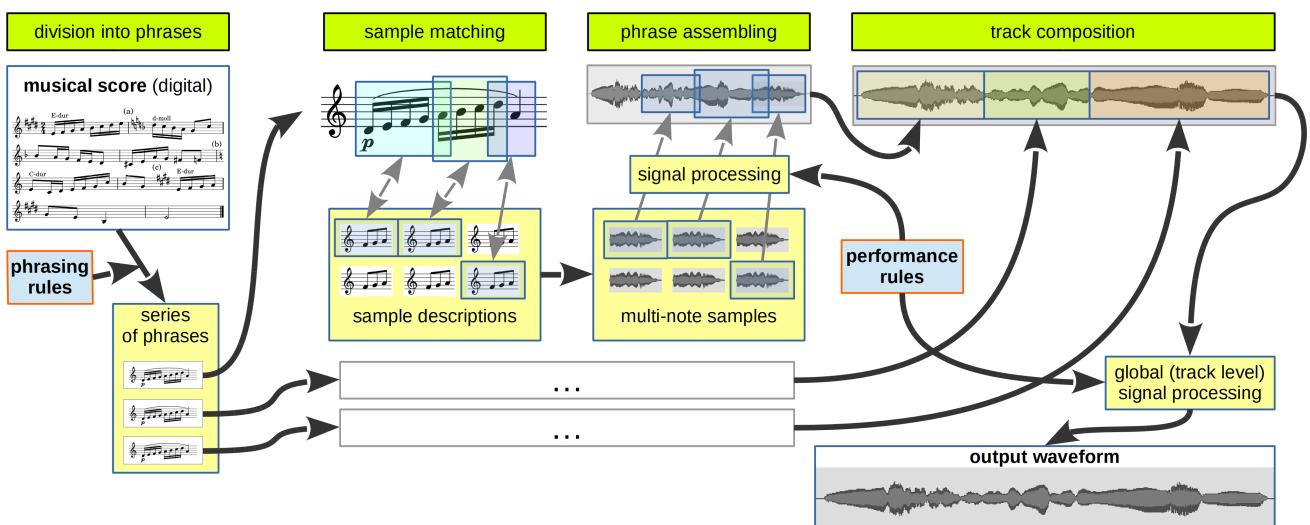 division into phrases
sample matching
phrase assembling
track composition
musical score (digital)
(a)
E-dur
d-moll
(b)
(c)
C-dur
E-dur
p
signal processing
phrasing
rules
performance
rules
series
of phrases
sample descriptions
multi-note samples
...
...
global (track level)
signal processing
output waveform
p
p
p